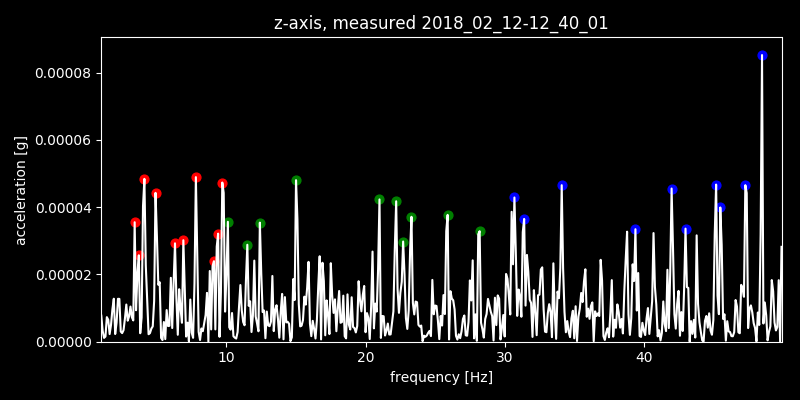 z-axis, measured 2018_02_12-12_40_01
0.00008
0.00006
0.00004
0.00002
0.00000
acceleration [g]
10 20 30 40
frequency [Hz]